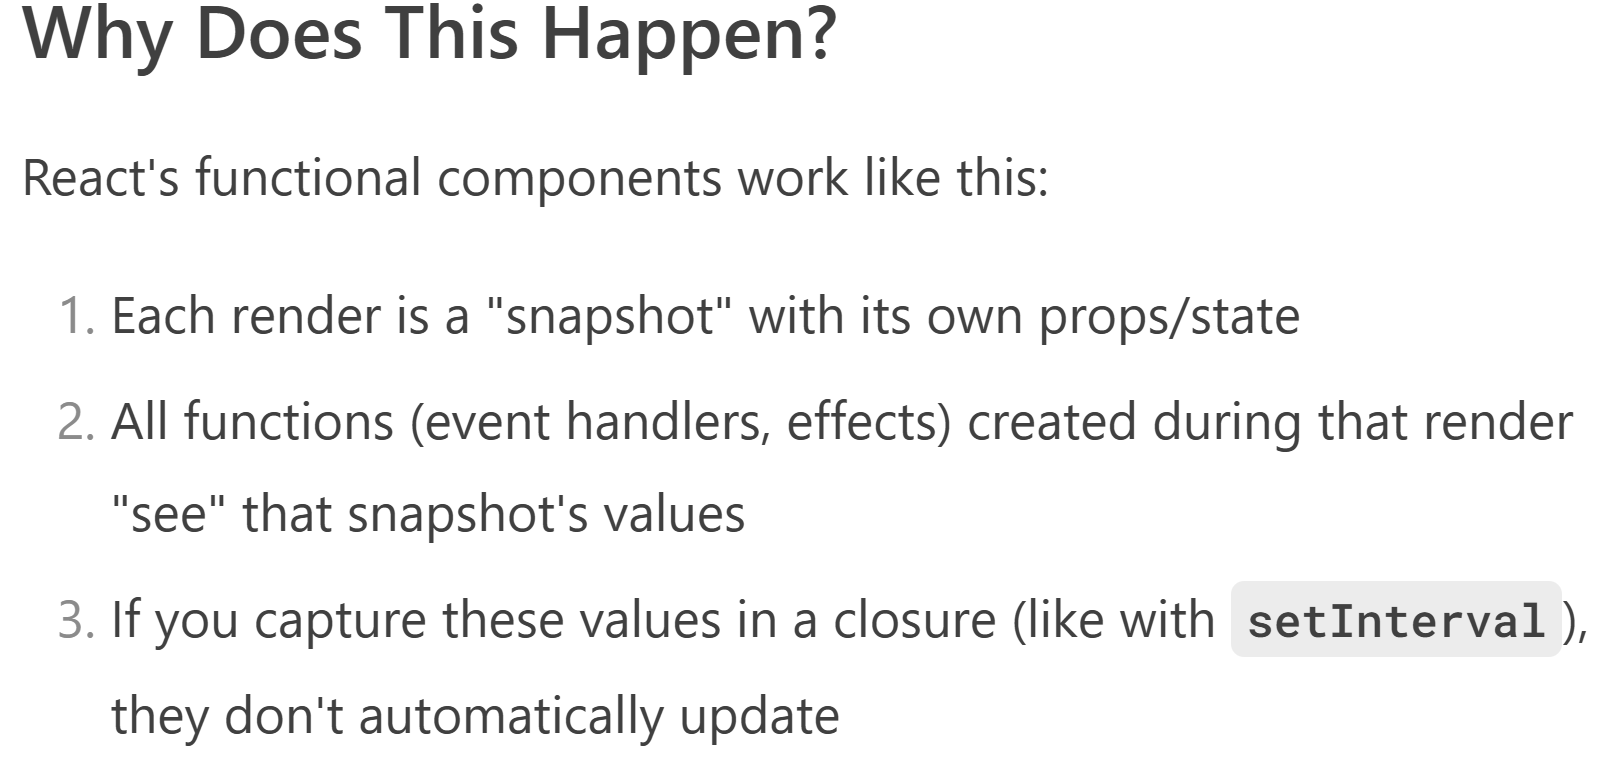 Why Does This Happen?
React's functional components work like this:
1. Each render is a "snapshot" with its own props/state
2. All functions (event handlers, effects) created during that render
"see" that snapshot's values
3. If you capture these values in a closure (like with setInterval),
they don't automatically update